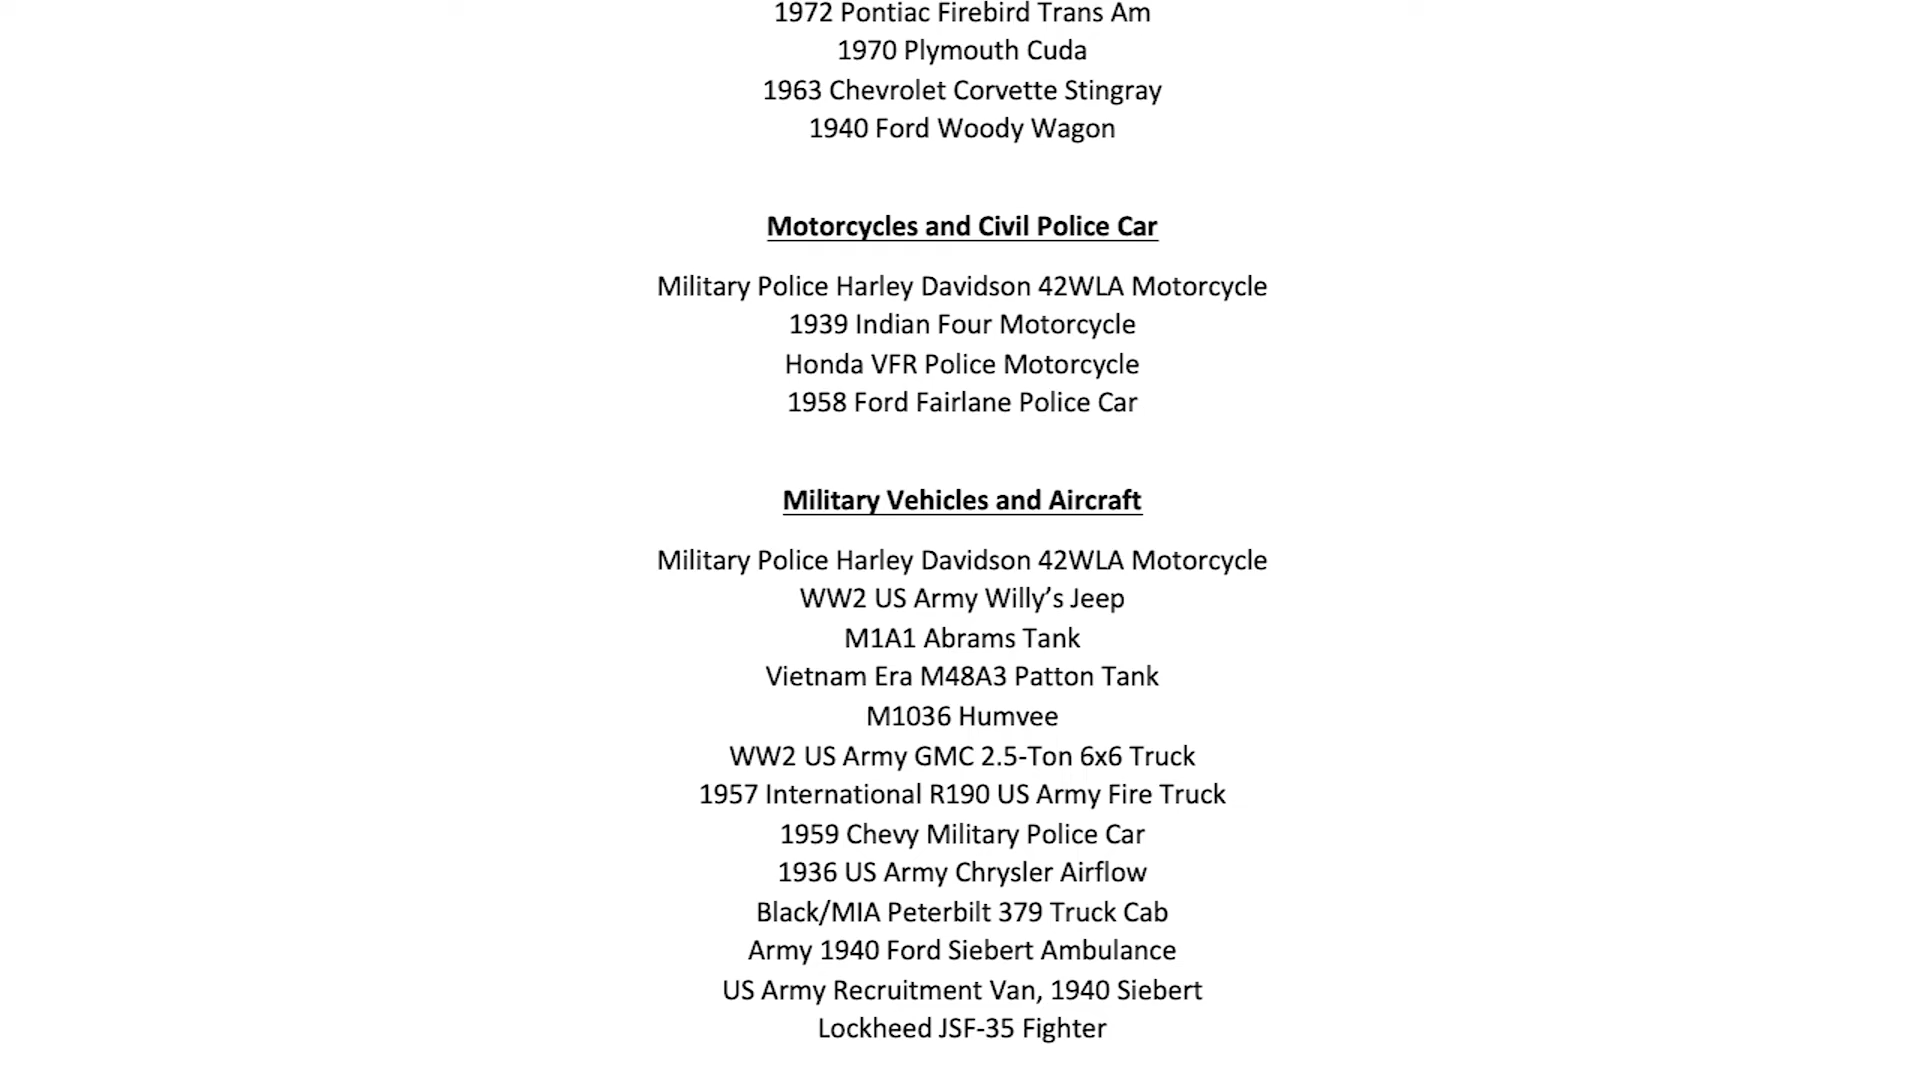 1972 Pontiac Firebird Trans Am
1970 Plymouth Cuda
1963 Chevrolet Corvette Stingray
1940 Ford Woody Wagon
Motorcycles and Civil Police Car
Military Police Harley Davidson 42WLA Motorcycle
1939 Indian Four Motorcycle
Honda VFR Police Motorcycle
1958 Ford Fairlane Police Car
Military Vehicles and Aircraft
Military Police Harley Davidson 42WLA Motorcycle
WW2 US Army Willy’s Jeep
M1A1 Abrams Tank
Vietnam Era M48A3 Patton Tank
M1036 Humvee
WW2 US Army GMC 2.5-Ton 6x6 Truck
1957 International R190 US Army Fire Truck
1959 Chevy Military Police Car
1936 US Army Chrysler Airflow
Black/MIA Peterbilt 379 Truck Cab
Army 1940 Ford Siebert Ambulance
US Army Recruitment Van, 1940 Siebert
Lockheed JSF-35 Fighter